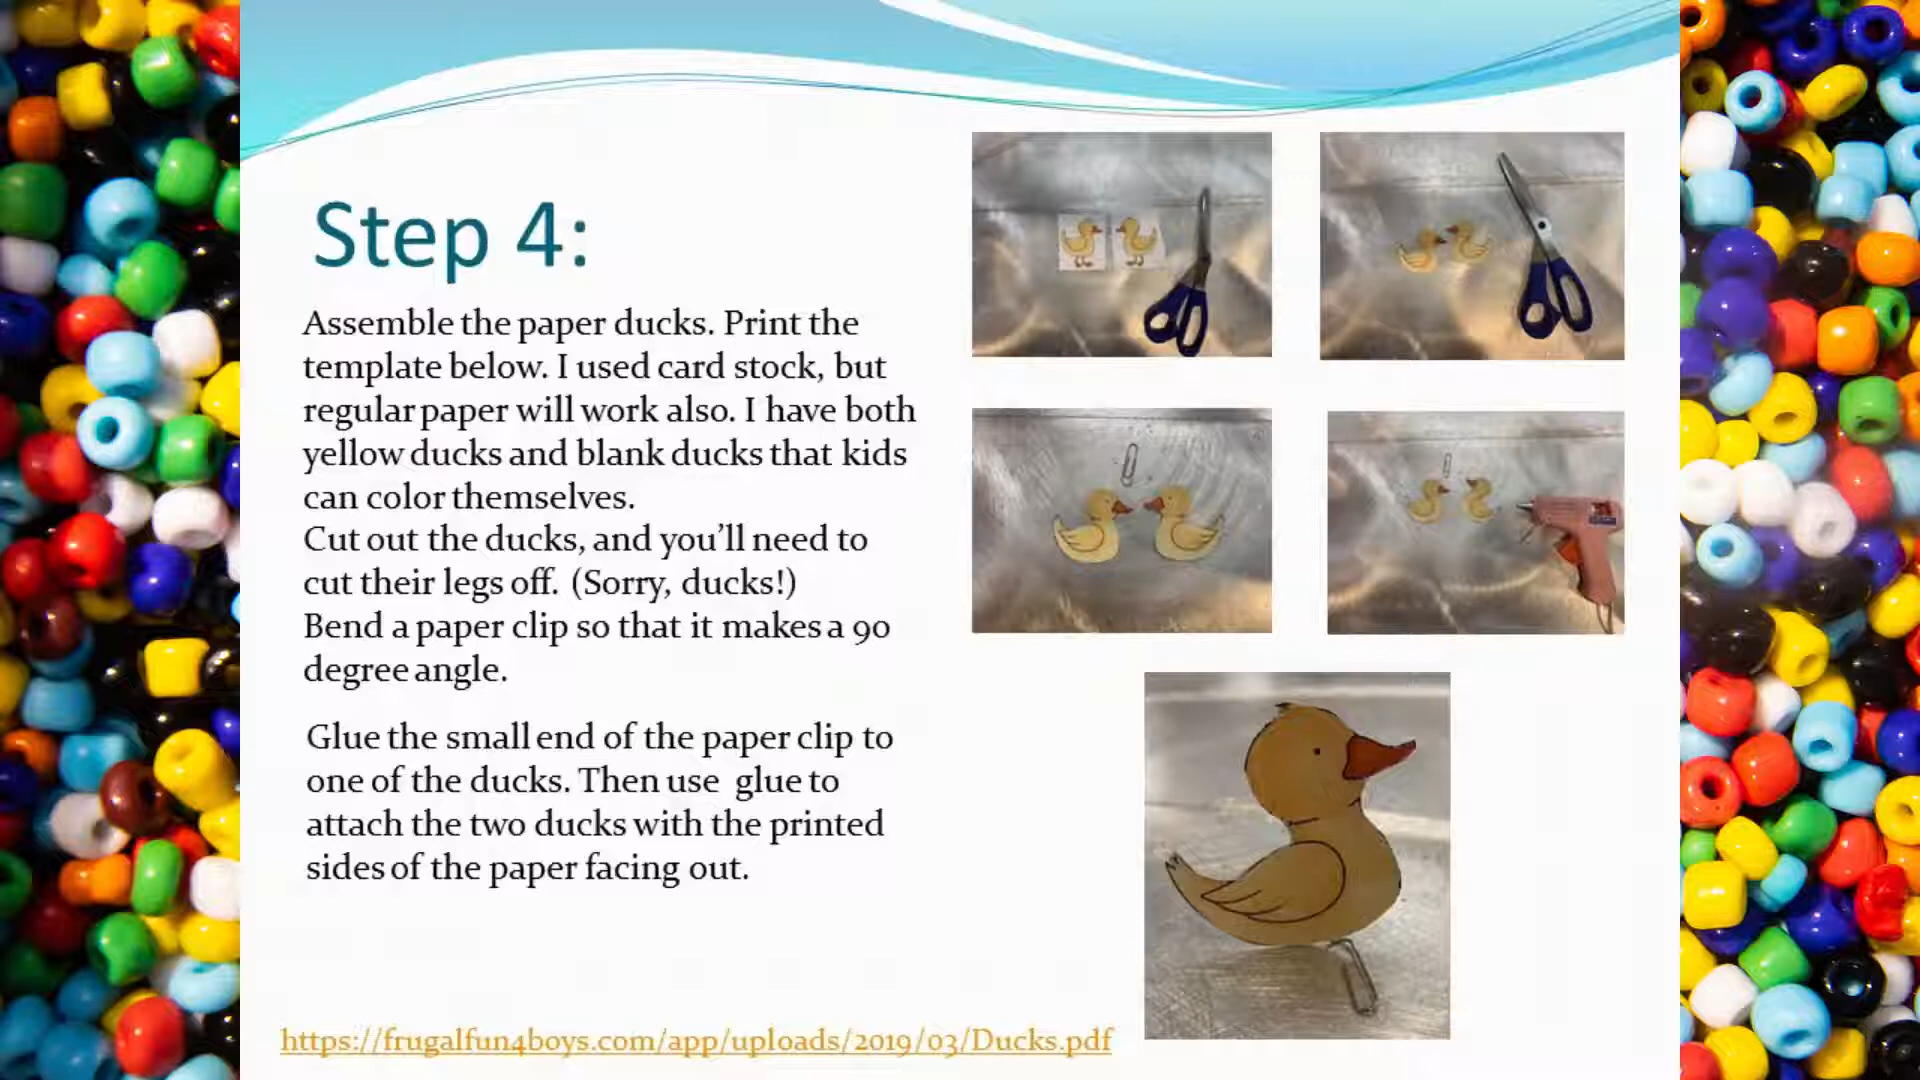 Step 4:
Assemble the paper ducks. Print the
template below. I used card stock, but
regular paper will work also. I have both
yellow ducks and blank ducks that kids
can color themselves.
Cut out the ducks, and you’ll need to
cut their legs off. (Sorry, ducks!)
Bend a paper clip so that it makes a 90
degree angle.
Glue the small end of the paper clip to
one of the ducks. Then use glue to
attach the two ducks with the printed
sides of the paper facing out.
https://frugalfun4boys.com/app/uploads/2019/03/Ducks.pdf